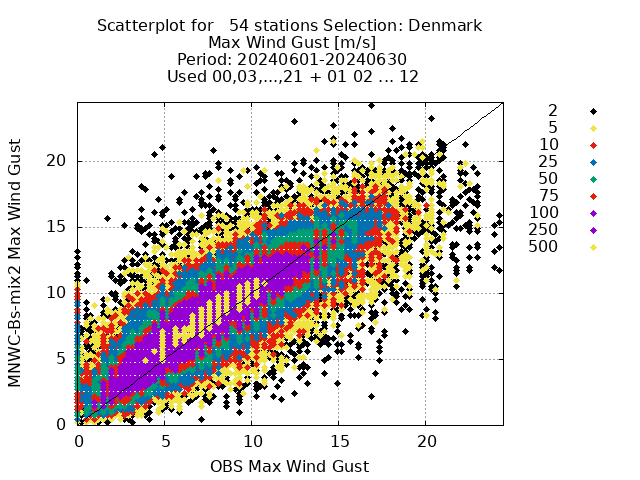 Scatterplot for   54 stations Selection: Denmark
Max Wind Gust [m/s]
Period: 20240601-20240630
Used 00,03,...,21 + 01 02 ... 12
MNWC-Bs-mix2 Max Wind Gust
20
15
10
5
0
0 5 10 15 20
OBS Max Wind Gust
2
5
10
25
50
75
100
250
500